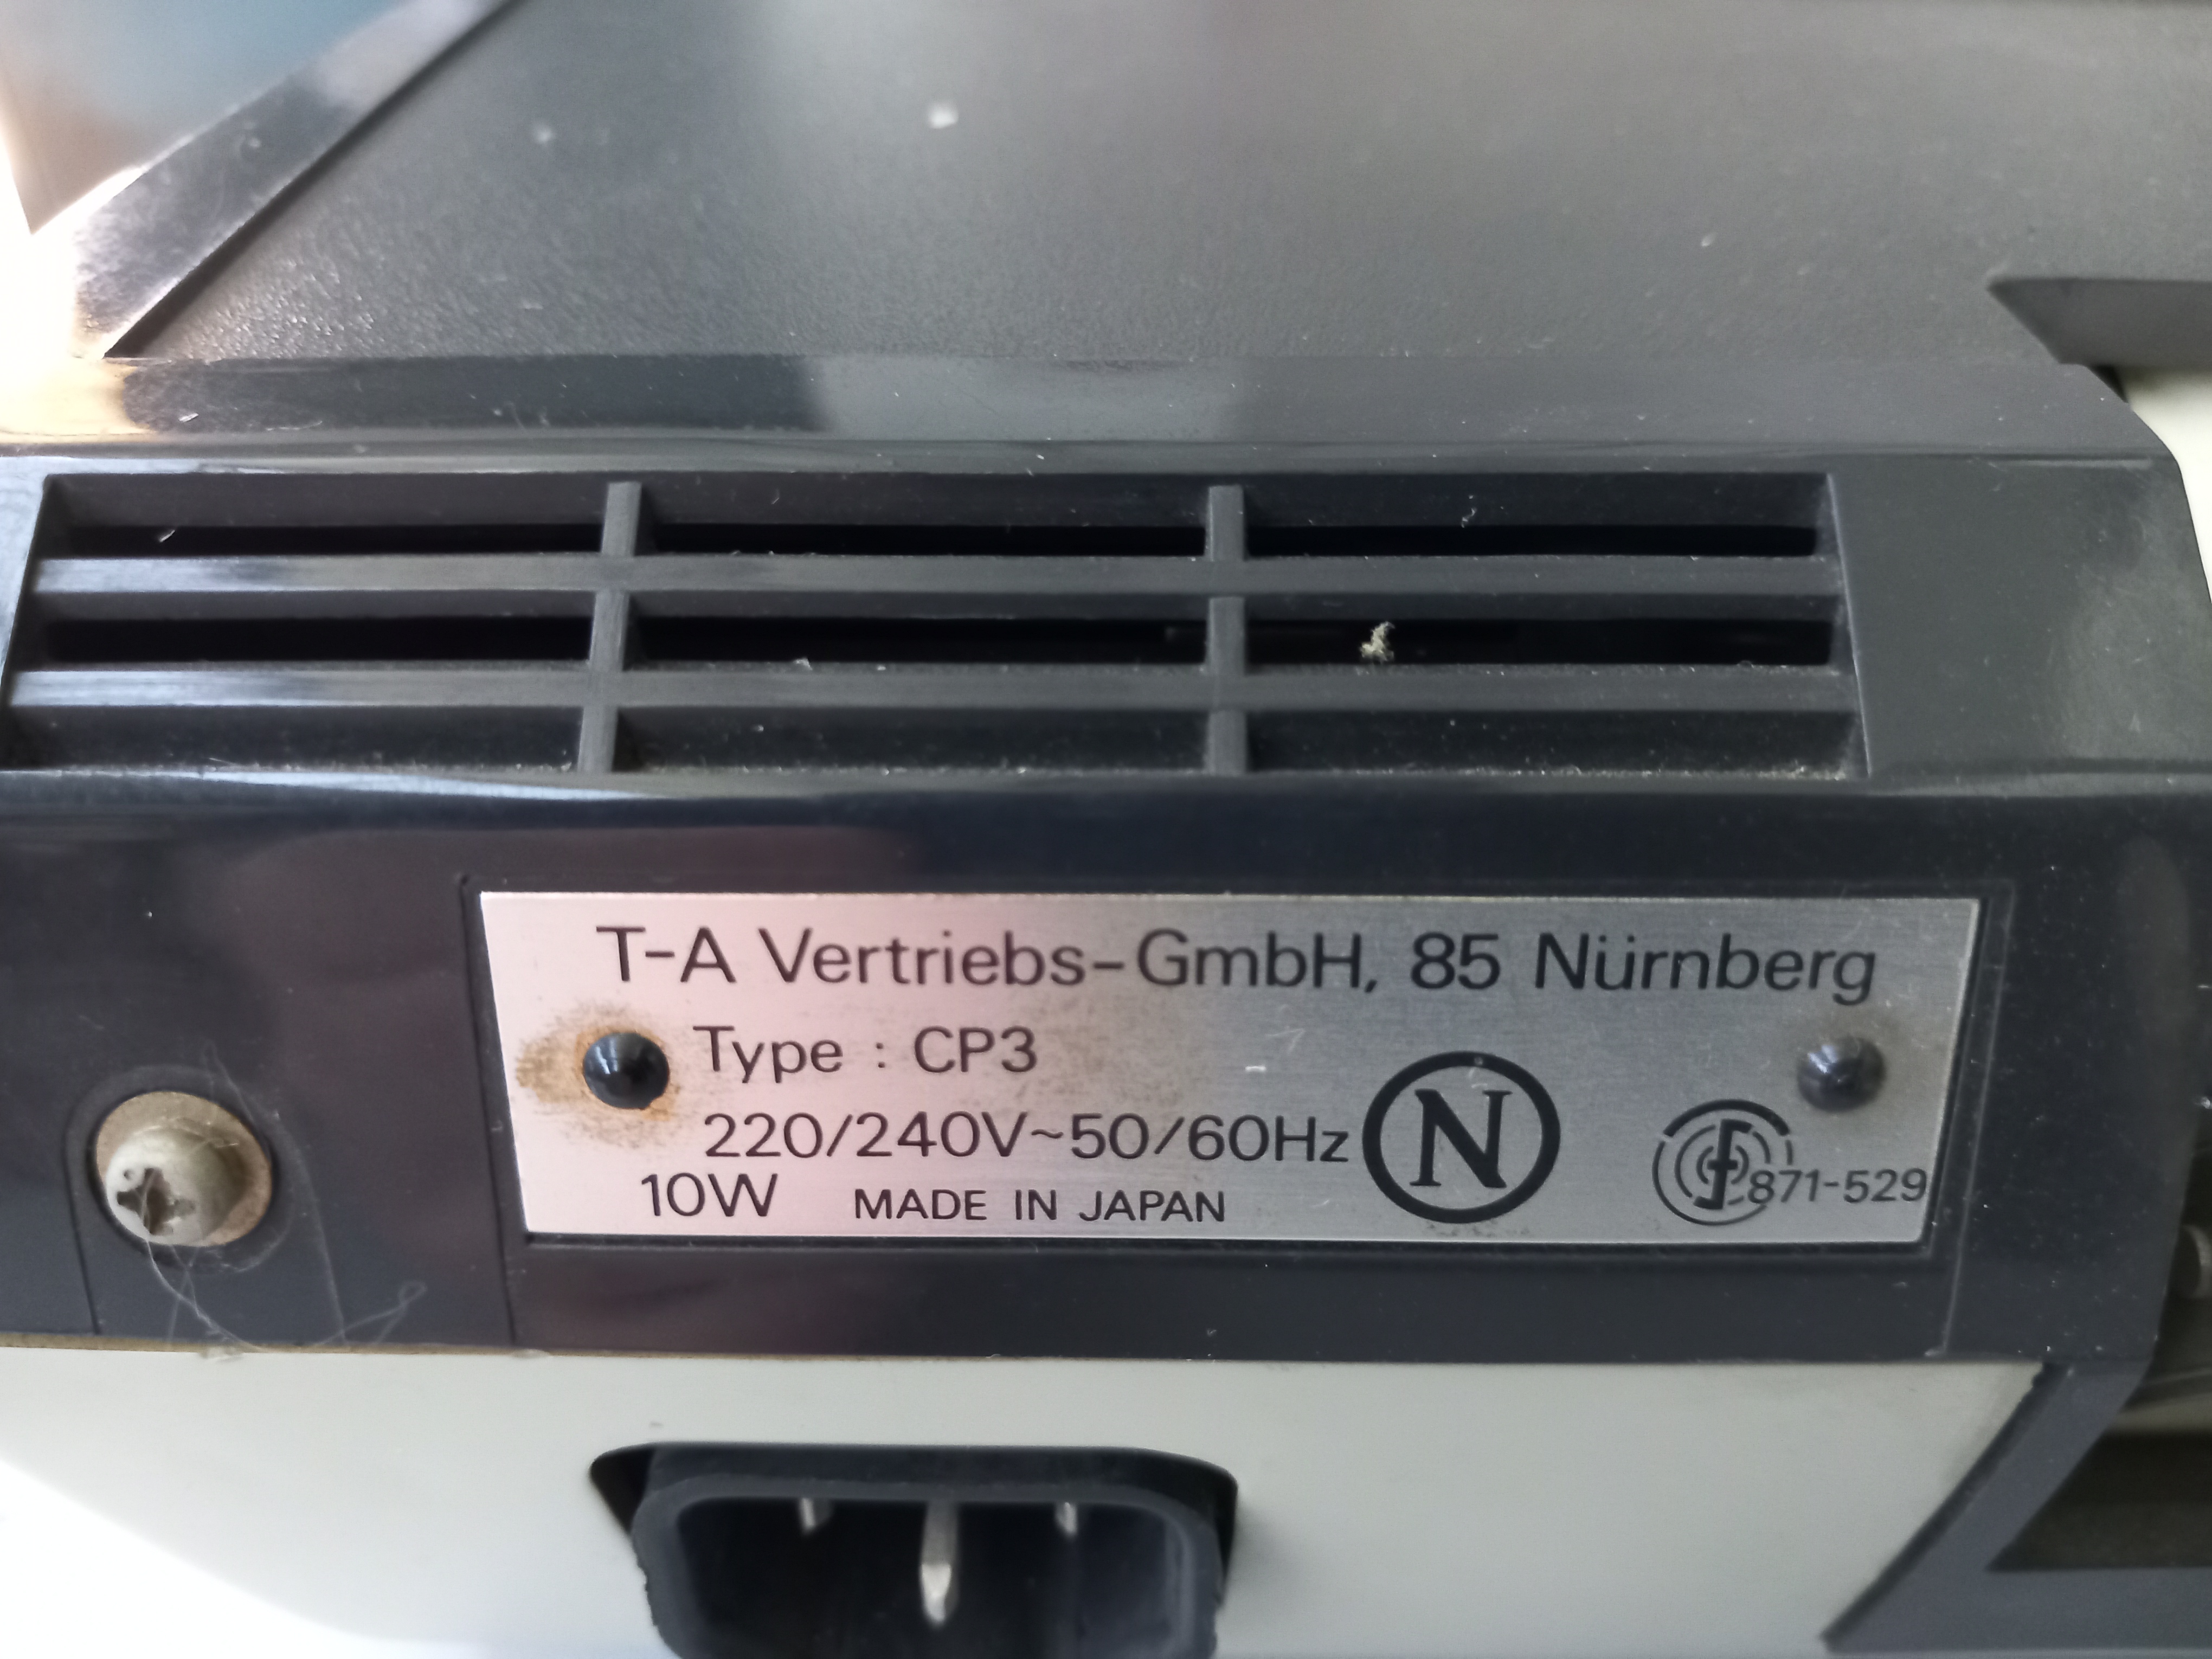 T-A Vertriebs-GmbH, 85 Nürnberg
Type : CP3
220/240V~50/60Hz
10W MADE IN JAPAN
N
F 871-529